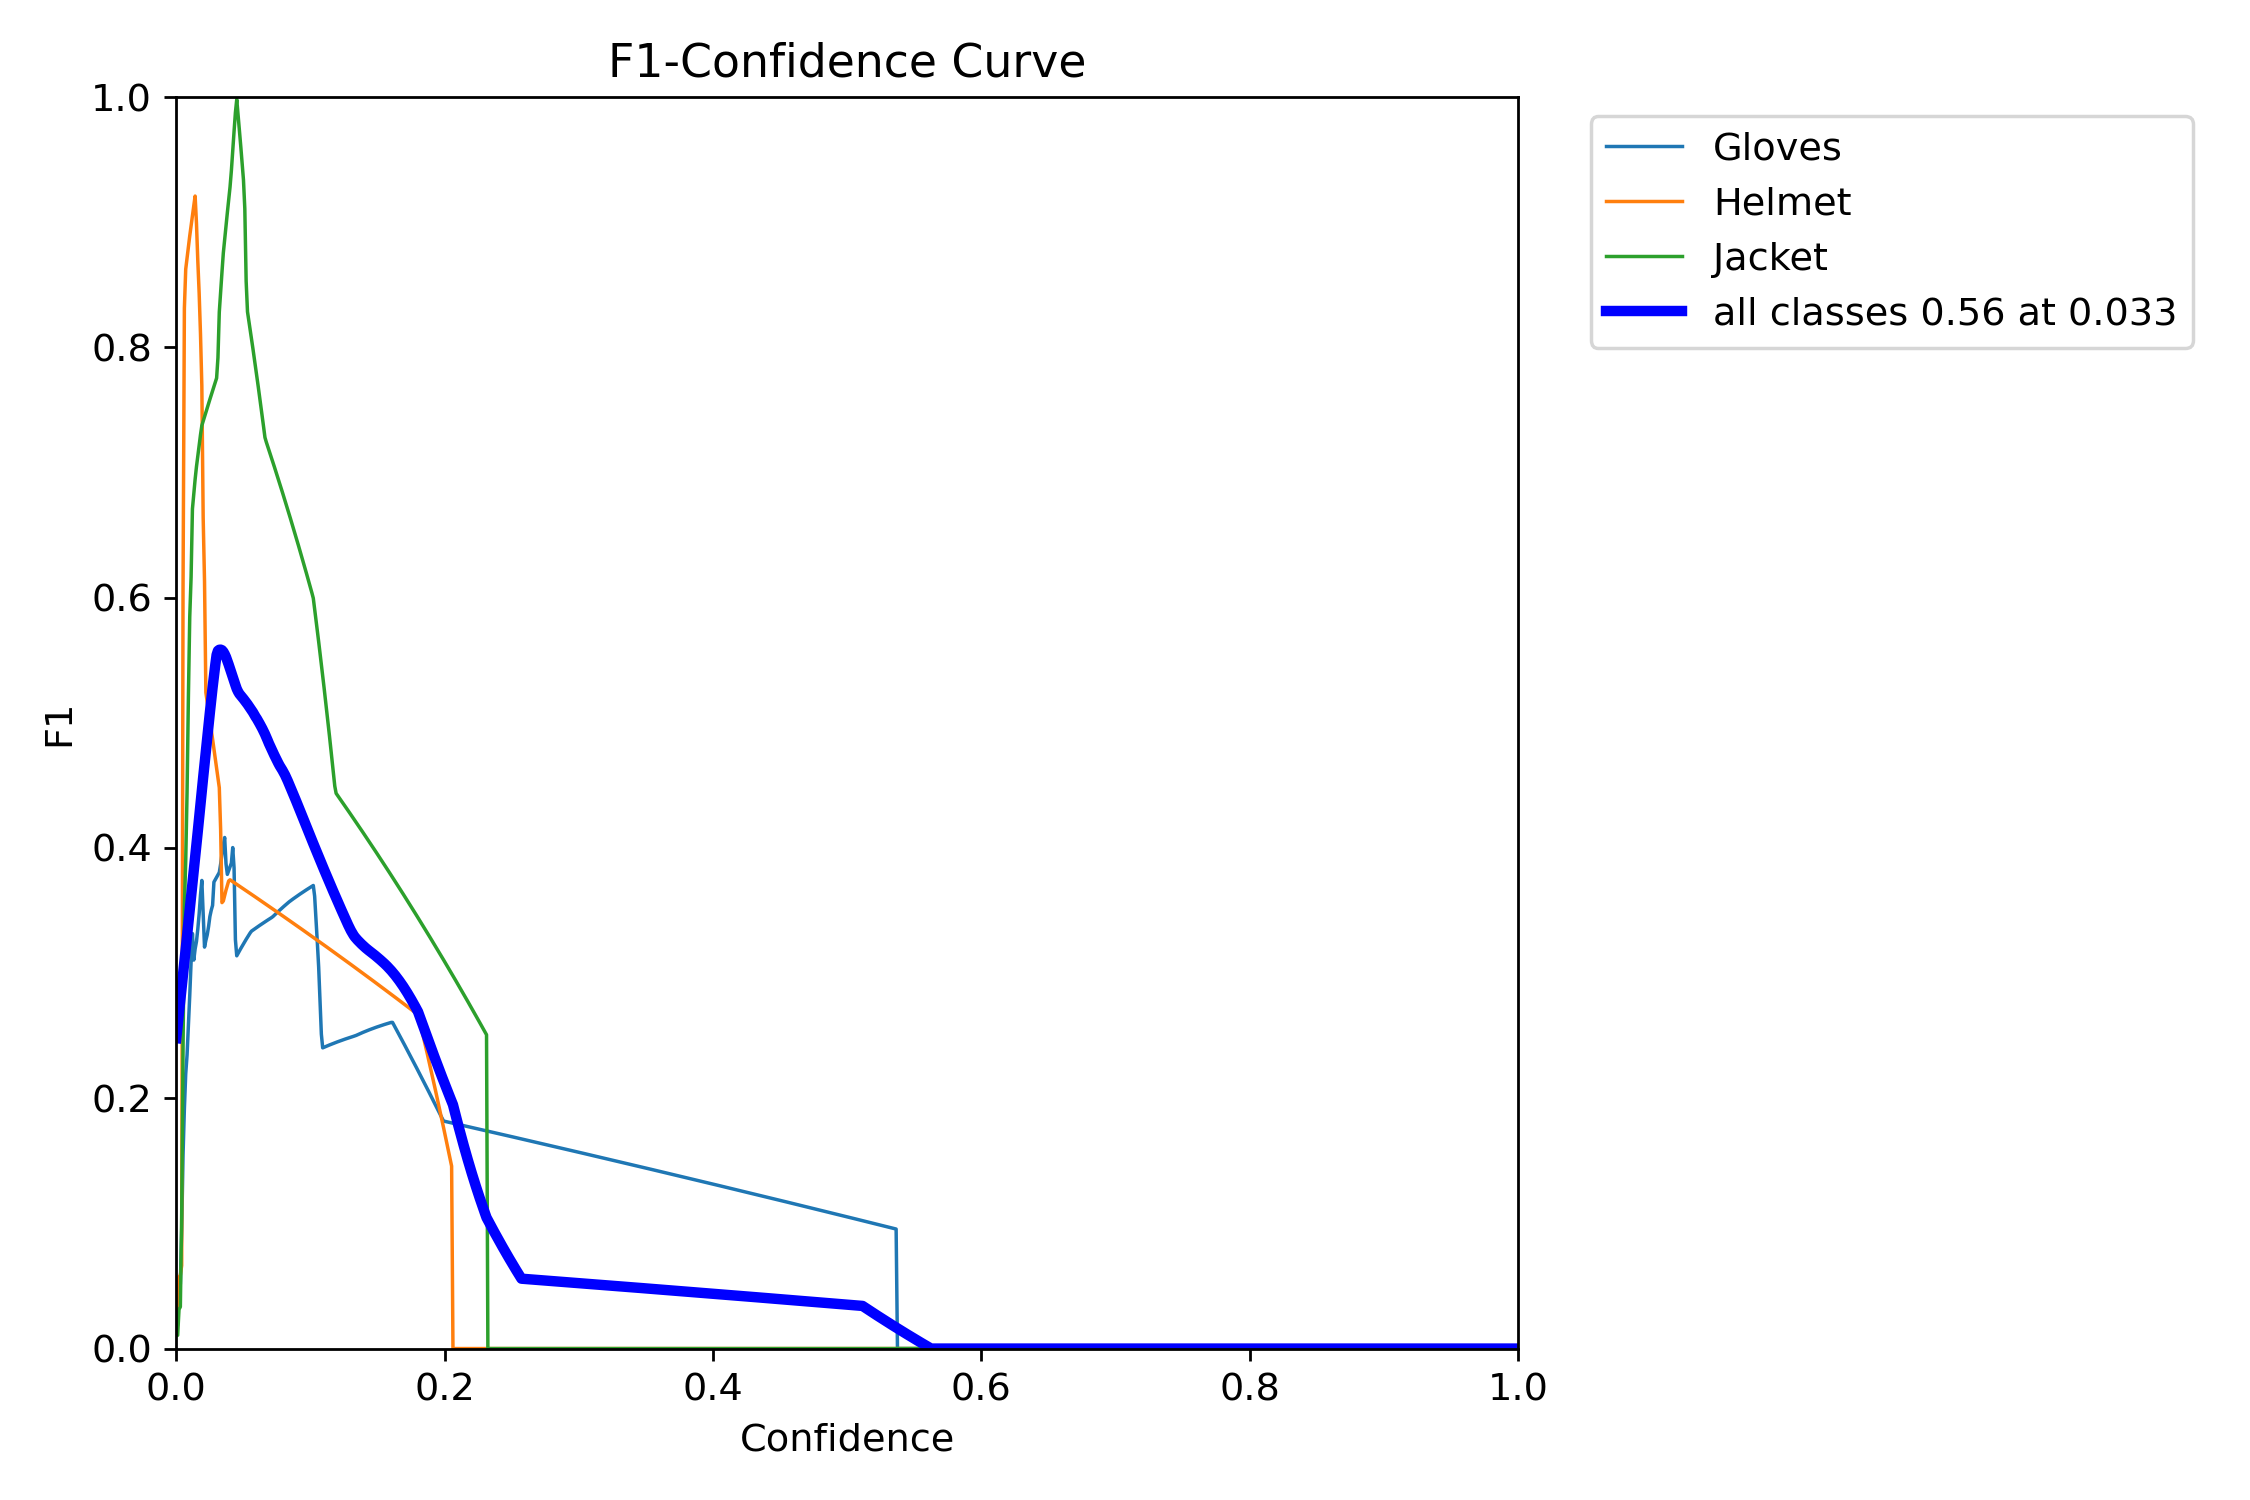 F1-Confidence Curve
1.0
0.8
0.6
0.4
0.2
0.0
F1
0.0 0.2 0.4 0.6 0.8 1.0
Confidence
Gloves
Helmet
Jacket
all classes 0.56 at 0.033